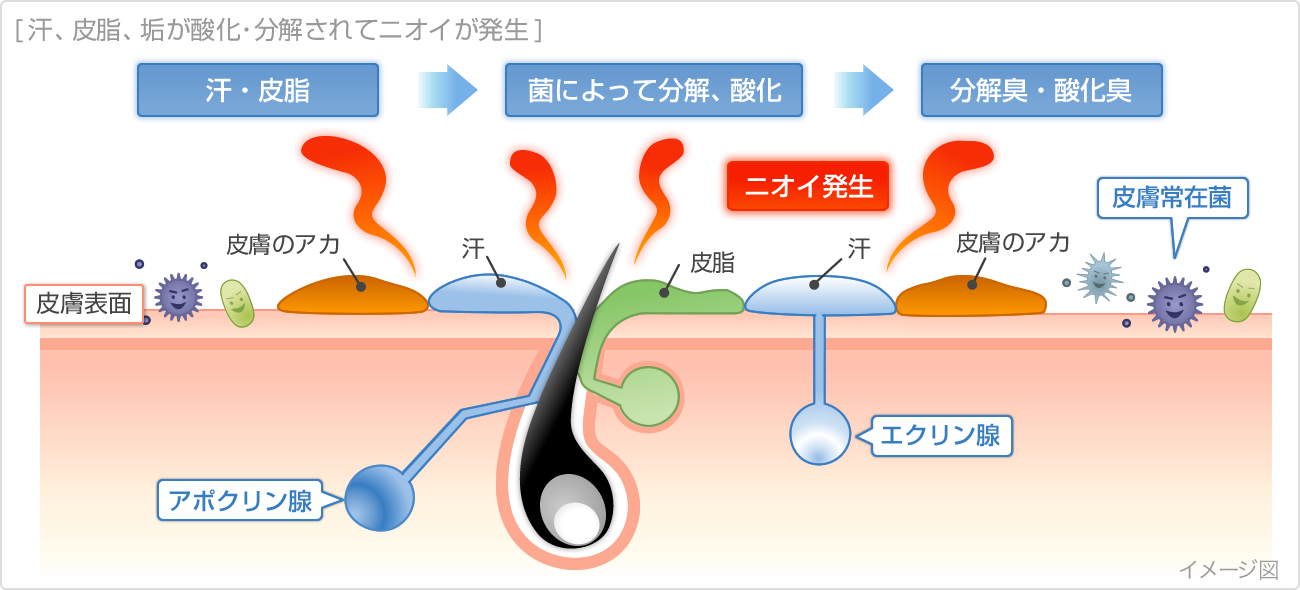 [ 汗、皮脂、垢が酸化・分解されてニオイが発生 ]
汗・皮脂
菌によって分解、酸化
分解臭・酸化臭
ニオイ発生
皮膚常在菌
皮膚のアカ
汗
皮脂
汗
皮膚のアカ
皮膚表面
エクリン腺
アポクリン腺
イメージ図